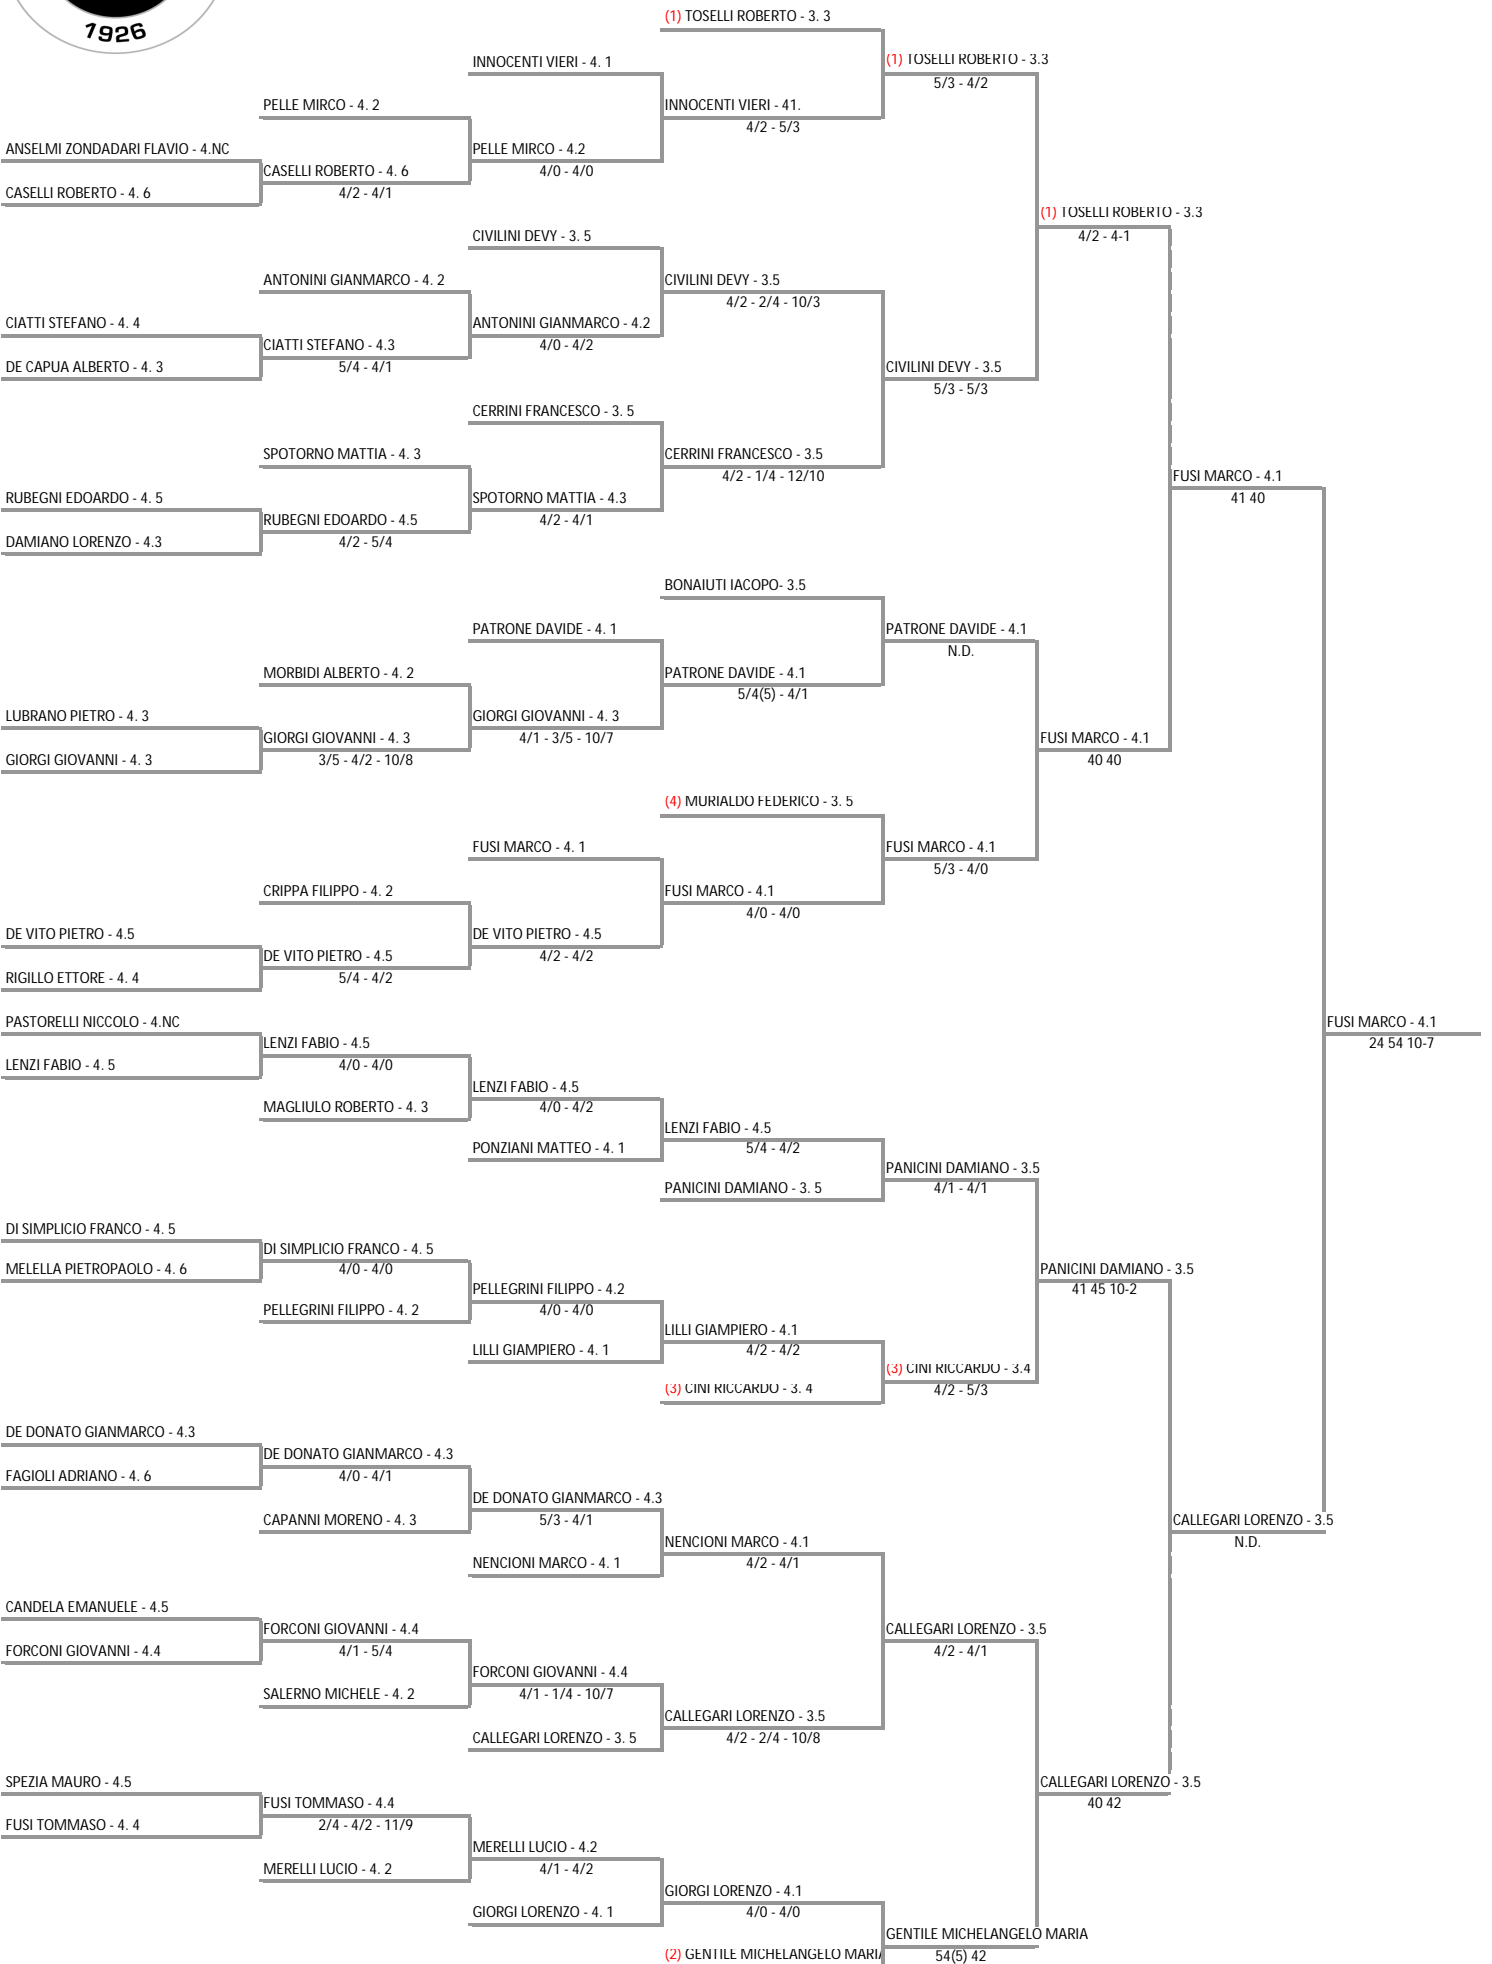 1926
(1) TOSELLI ROBERTO - 3. 3
INNOCENTI VIERI - 4. 1
(1) TOSELLI ROBERTO - 3.3
5/3 - 4/2
PELLE MIRCO - 4. 2
INNOCENTI VIERI - 41.
4/2 - 5/3
ANSELMI ZONDADARI FLAVIO - 4.NC
PELLE MIRCO - 4.2
4/0 - 4/0
CASELLI ROBERTO - 4. 6
4/2 - 4/1
CASELLI ROBERTO - 4. 6
(1) TOSELLI ROBERTO - 3.3
4/2 - 4-1
CIVILINI DEVY - 3. 5
ANTONINI GIANMARCO - 4. 2
CIVILINI DEVY - 3.5
4/2 - 2/4 - 10/3
CIATTI STEFANO - 4. 4
ANTONINI GIANMARCO - 4.2
4/0 - 4/2
CIATTI STEFANO - 4.3
5/4 - 4/1
DE CAPUA ALBERTO - 4. 3
CIVILINI DEVY - 3.5
5/3 - 5/3
CERRINI FRANCESCO - 3. 5
SPOTORNO MATTIA - 4. 3
CERRINI FRANCESCO - 3.5
4/2 - 1/4 - 12/10
FUSI MARCO - 4.1
41 40
RUBEGNI EDOARDO - 4. 5
SPOTORNO MATTIA - 4.3
4/2 - 4/1
RUBEGNI EDOARDO - 4.5
4/2 - 5/4
DAMIANO LORENZO - 4.3
BONAIUTI IACOPO- 3.5
PATRONE DAVIDE - 4. 1
PATRONE DAVIDE - 4.1
N.D.
MORBIDI ALBERTO - 4. 2
PATRONE DAVIDE - 4.1
5/4(5) - 4/1
LUBRANO PIETRO - 4. 3
GIORGI GIOVANNI - 4. 3
4/1 - 3/5 - 10/7
GIORGI GIOVANNI - 4. 3
3/5 - 4/2 - 10/8
FUSI MARCO - 4.1
40 40
GIORGI GIOVANNI - 4. 3
(4) MURIALDO FEDERICO - 3. 5
FUSI MARCO - 4. 1
FUSI MARCO - 4.1
5/3 - 4/0
CRIPPA FILIPPO - 4. 2
FUSI MARCO - 4.1
4/0 - 4/0
DE VITO PIETRO - 4.5
DE VITO PIETRO - 4.5
4/2 - 4/2
DE VITO PIETRO - 4.5
5/4 - 4/2
RIGILLO ETTORE - 4. 4
PASTORELLI NICCOLO - 4.NC
FUSI MARCO - 4.1
24 54 10-7
LENZI FABIO - 4.5
4/0 - 4/0
LENZI FABIO - 4. 5
LENZI FABIO - 4.5
4/0 - 4/2
MAGLIULO ROBERTO - 4. 3
LENZI FABIO - 4.5
5/4 - 4/2
PONZIANI MATTEO - 4. 1
PANICINI DAMIANO - 3.5
4/1 - 4/1
PANICINI DAMIANO - 3. 5
DI SIMPLICIO FRANCO - 4. 5
DI SIMPLICIO FRANCO - 4. 5
4/0 - 4/0
MELELLA PIETROPAOLO - 4. 6
PANICINI DAMIANO - 3.5
41 45 10-2
PELLEGRINI FILIPPO - 4.2
4/0 - 4/0
PELLEGRINI FILIPPO - 4. 2
LILLI GIAMPIERO - 4.1
4/2 - 4/2
LILLI GIAMPIERO - 4. 1
(3) CINI RICCARDO - 3.4
4/2 - 5/3
(3) CINI RICCARDO - 3. 4
DE DONATO GIANMARCO - 4.3
DE DONATO GIANMARCO - 4.3
4/0 - 4/1
FAGIOLI ADRIANO - 4. 6
DE DONATO GIANMARCO - 4.3
5/3 - 4/1
CAPANNI MORENO - 4. 3
CALLEGARI LORENZO - 3.5
N.D.
NENCIONI MARCO - 4.1
4/2 - 4/1
NENCIONI MARCO - 4. 1
CANDELA EMANUELE - 4.5
FORCONI GIOVANNI - 4.4
4/1 - 5/4
CALLEGARI LORENZO - 3.5
4/2 - 4/1
FORCONI GIOVANNI - 4.4
FORCONI GIOVANNI - 4.4
4/1 - 1/4 - 10/7
SALERNO MICHELE - 4. 2
CALLEGARI LORENZO - 3.5
4/2 - 2/4 - 10/8
CALLEGARI LORENZO - 3. 5
SPEZIA MAURO - 4.5
CALLEGARI LORENZO - 3.5
40 42
FUSI TOMMASO - 4.4
2/4 - 4/2 - 11/9
FUSI TOMMASO - 4. 4
MERELLI LUCIO - 4.2
4/1 - 4/2
MERELLI LUCIO - 4. 2
GIORGI LORENZO - 4.1
4/0 - 4/0
GIORGI LORENZO - 4. 1
GENTILE MICHELANGELO MARIA
54(5) 42
(2) GENTILE MICHELANGELO MARIA